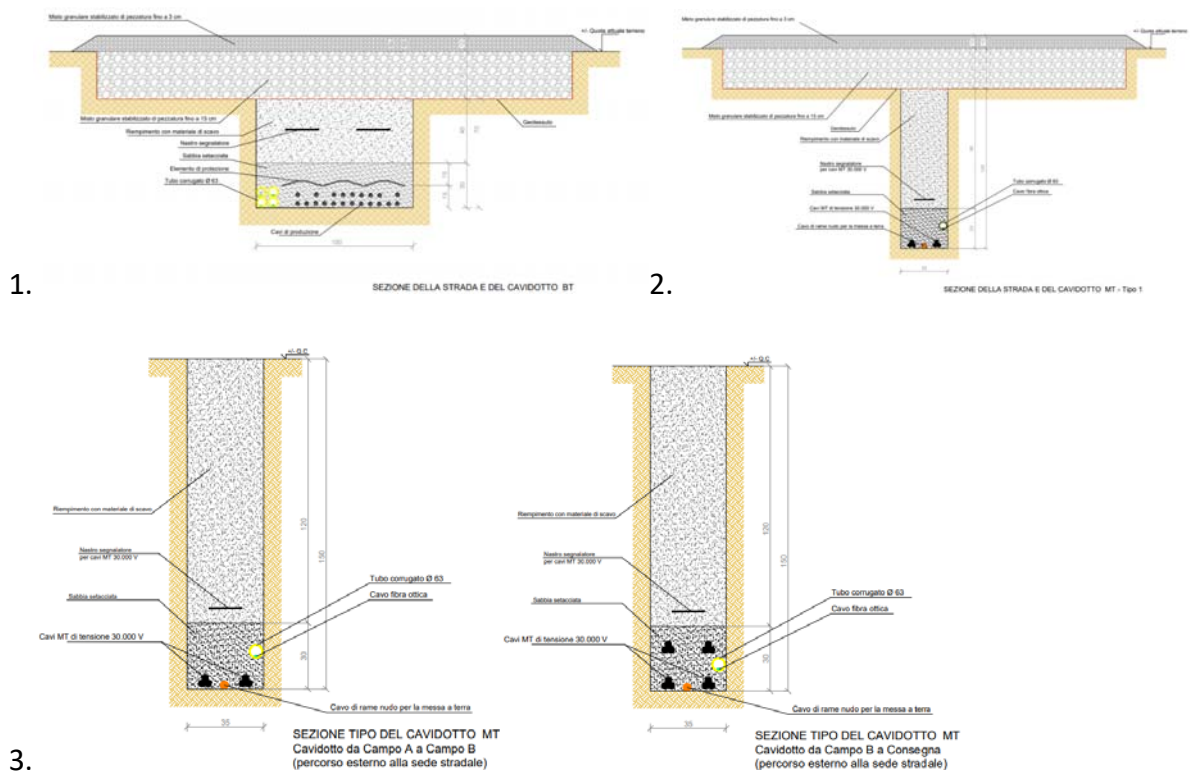 Misto granulare stabilizzato di pezzatura fino a 3 cm
+/- Quota attuale terreno
Misto granulare stabilizzato di pezzatura fino a 15 cm
Geotessuto
Riempimento con materiale di scavo
Nastro segnalatore
Sabbia setacciata
Elemento di protezione
Tubo corrugato Ø 63
Cavi di produzione
40
70
15
30
15
1.
SEZIONE DELLA STRADA E DEL CAVIDOTTO BT
Misto granulare stabilizzato di pezzatura fino a 3 cm
+/- Quota attuale terreno
Misto granulare stabilizzato di pezzatura fino a 15 cm
Geotessuto
Riempimento con materiale di scavo
Nastro segnalatore
per cavi MT 30.000 V
Tubo corrugato Ø 63
Sabbia setacciata
Cavo fibra ottica
Cavi MT di tensione 30.000 V
Cavo di rame nudo per la messa a terra
2.
SEZIONE DELLA STRADA E DEL CAVIDOTTO MT - Tipo 1
+/- Q.C
Riempimento con materiale di scavo
120
150
Nastro segnalatore
per cavi MT 30.000 V
Tubo corrugato Ø 63
Sabbia setacciata
Cavo fibra ottica
Cavi MT di tensione 30.000 V
30
Cavo di rame nudo per la messa a terra
35
SEZIONE TIPO DEL CAVIDOTTO MT
Cavidotto da Campo A a Campo B
(percorso esterno alla sede stradale)
+/- Q.C
Riempimento con materiale di scavo
120
150
Nastro segnalatore
per cavi MT 30.000 V
Tubo corrugato Ø 63
Sabbia setacciata
Cavo fibra ottica
Cavi MT di tensione 30.000 V
30
Cavo di rame nudo per la messa a terra
35
SEZIONE TIPO DEL CAVIDOTTO MT
Cavidotto da Campo B a Consegna
(percorso esterno alla sede stradale)
3.